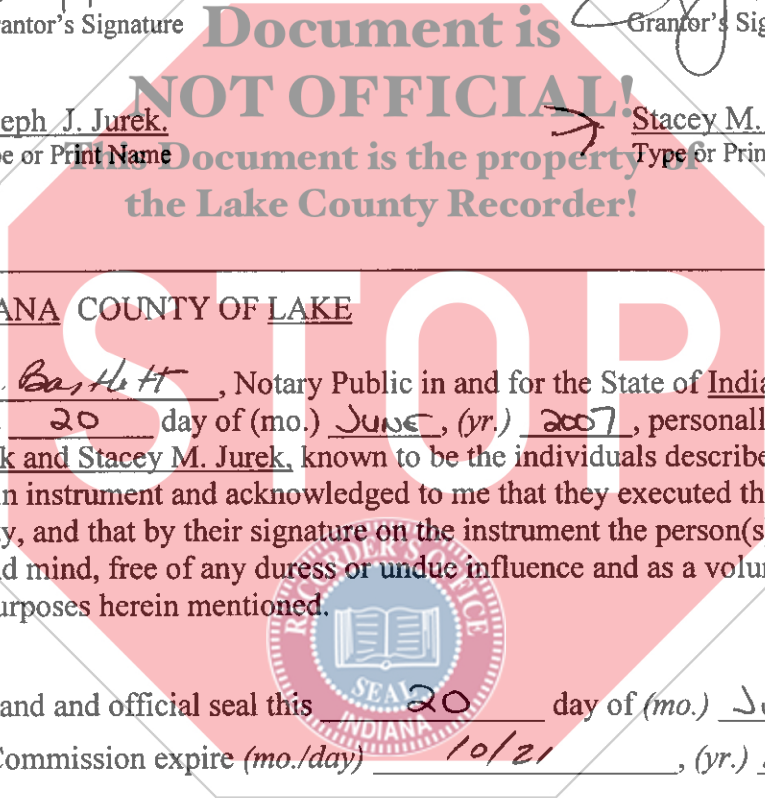 antor's Signature
Grantor's Sig
Document is
NOT OFFICIAL!
eph J. Jurek.
Stacey M.
e or Print Name
Type or Prin
This Document is the property of
the Lake County Recorder!
ANA COUNTY OF LAKE
STOP
Bartlett, Notary Public in and for the State of India
20 day of (mo.) June, (yr.) 2007, personall
k and Stacey M. Jurek, known to be the individuals describe
in instrument and acknowledged to me that they executed th
y, and that by their signature on the instrument the person(s
d mind, free of any duress or undue influence and as a volu
urposes herein mentioned.
RECORDER'S OFFICE
SEAL
INDIANA
and and official seal this 20 day of (mo.) Ju
Commission expire (mo./day) 10/21, (yr.)